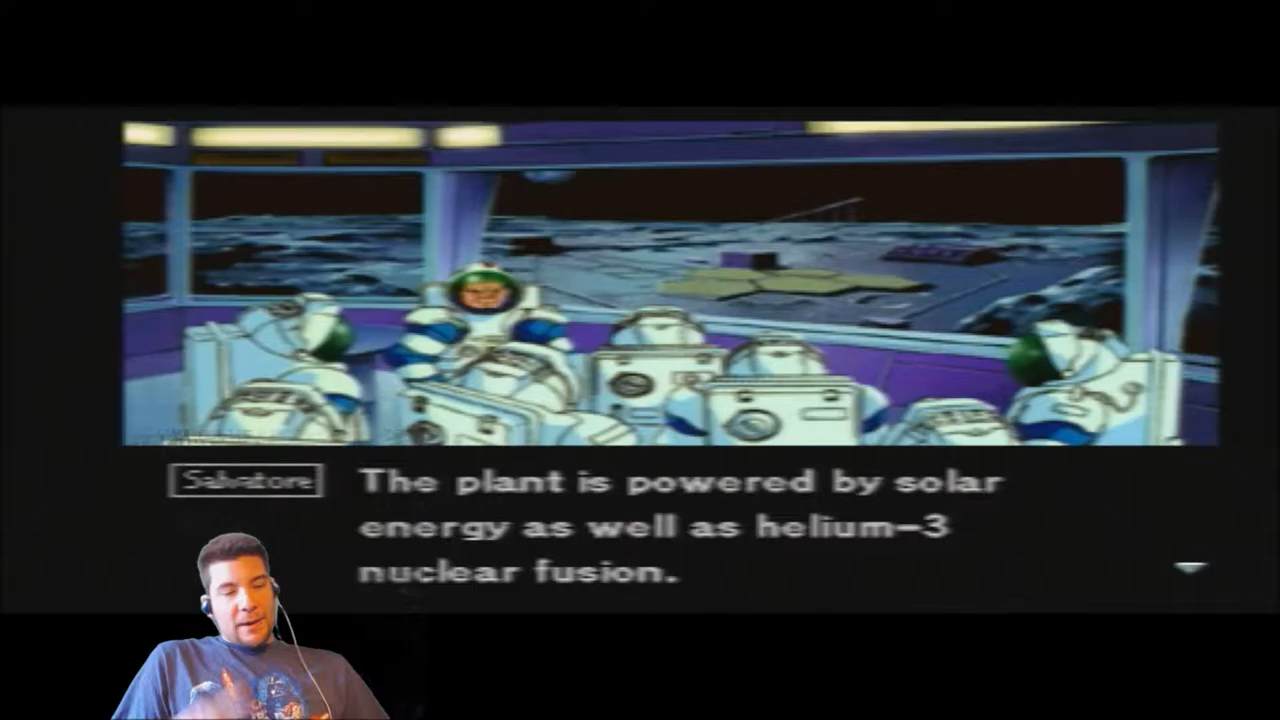 Salvatore
The plant is powered by solar
energy as well as helium-3
nuclear fusion.